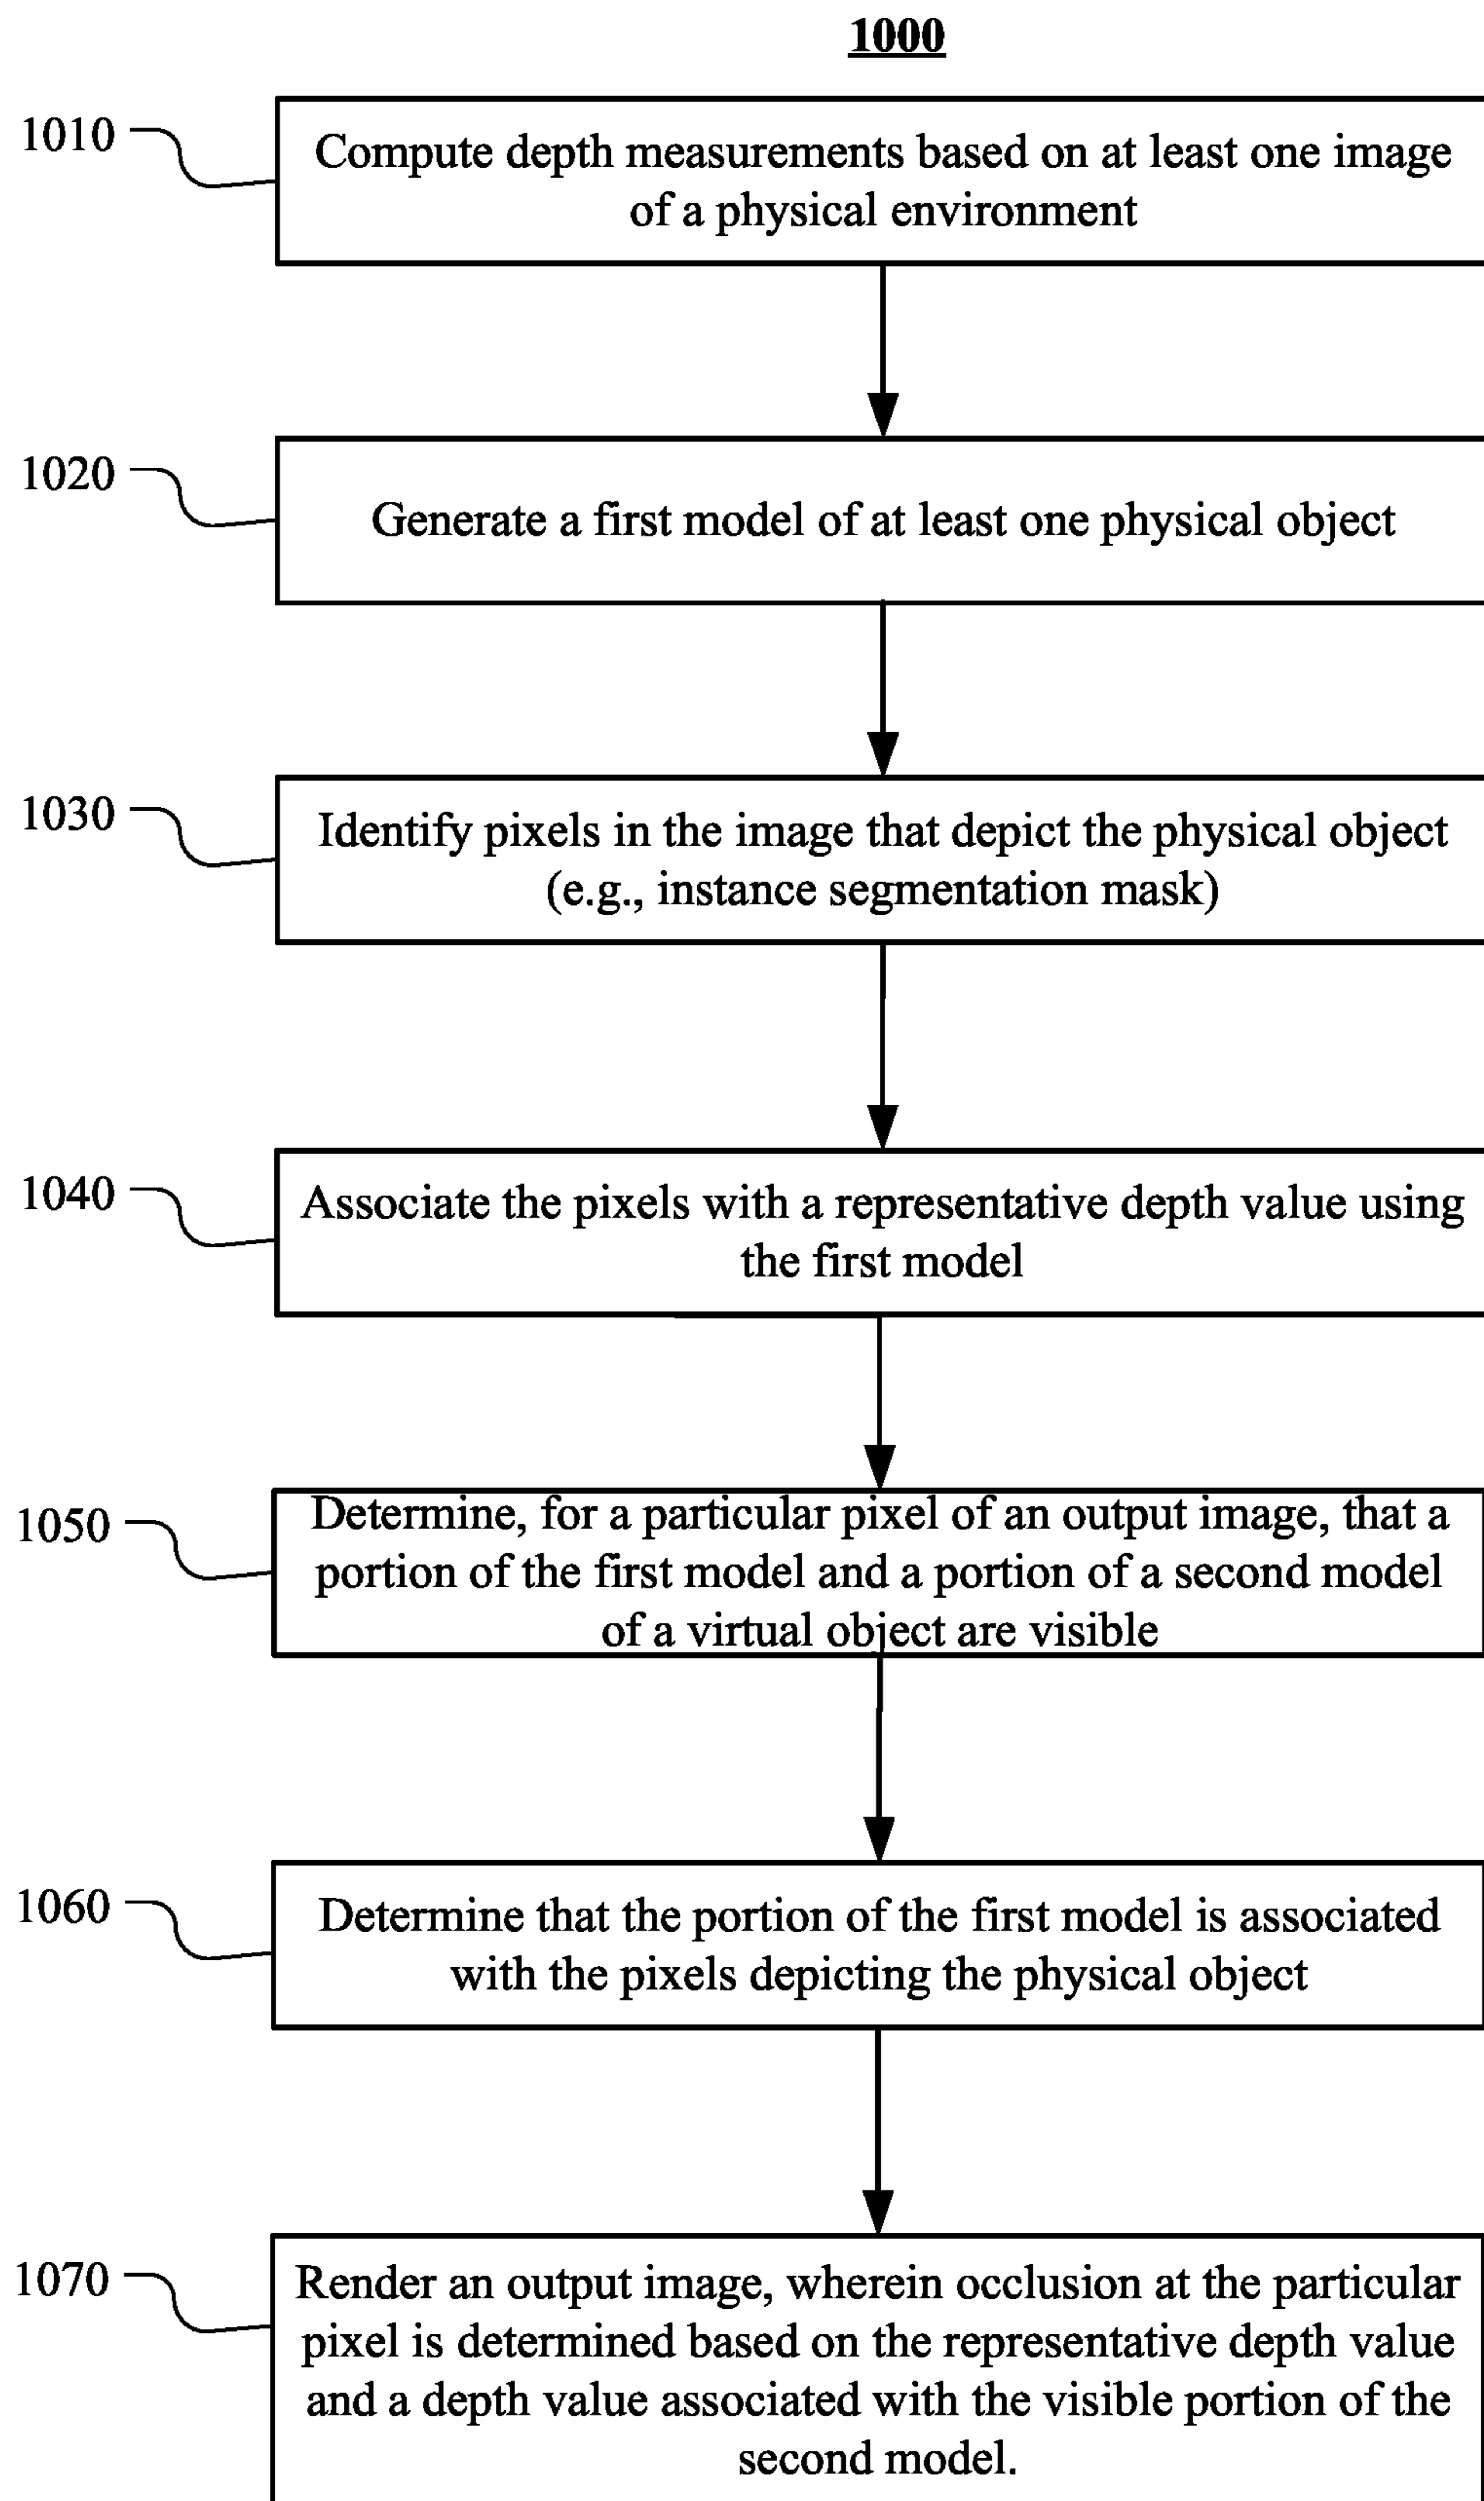 1000
1010
Compute depth measurements based on at least one image
of a physical environment
1020
Generate a first model of at least one physical object
1030
Identify pixels in the image that depict the physical object
(e.g., instance segmentation mask)
1040
Associate the pixels with a representative depth value using
the first model
1050
Determine, for a particular pixel of an output image, that a
portion of the first model and a portion of a second model
of a virtual object are visible
1060
Determine that the portion of the first model is associated
with the pixels depicting the physical object
1070
Render an output image, wherein occlusion at the particular
pixel is determined based on the representative depth value
and a depth value associated with the visible portion of the
second model.